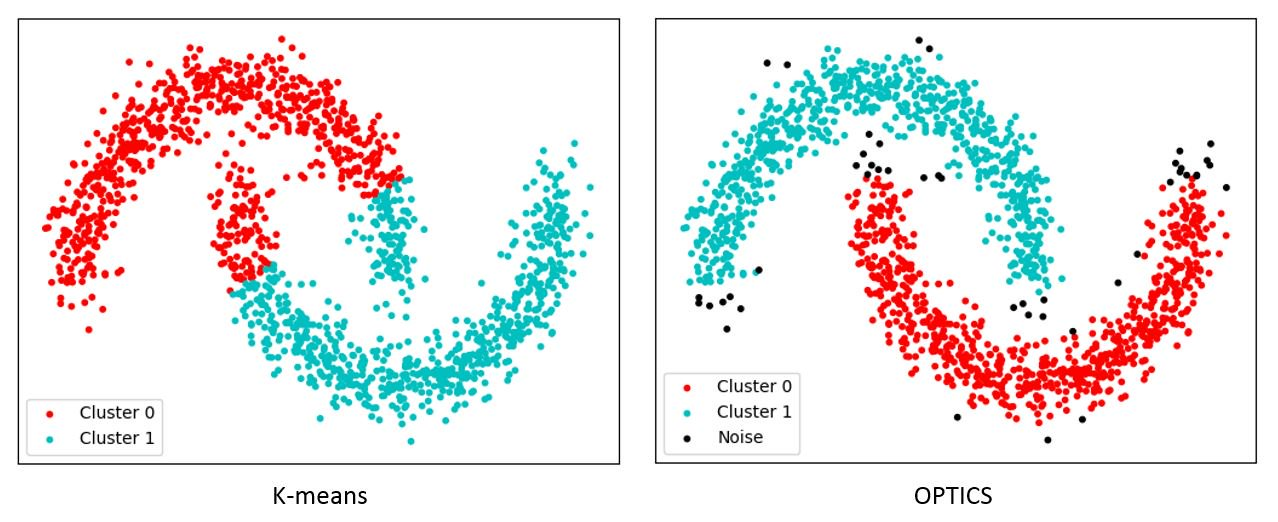 Cluster 0
Cluster 1
K-means
Cluster 0
Cluster 1
Noise
OPTICS